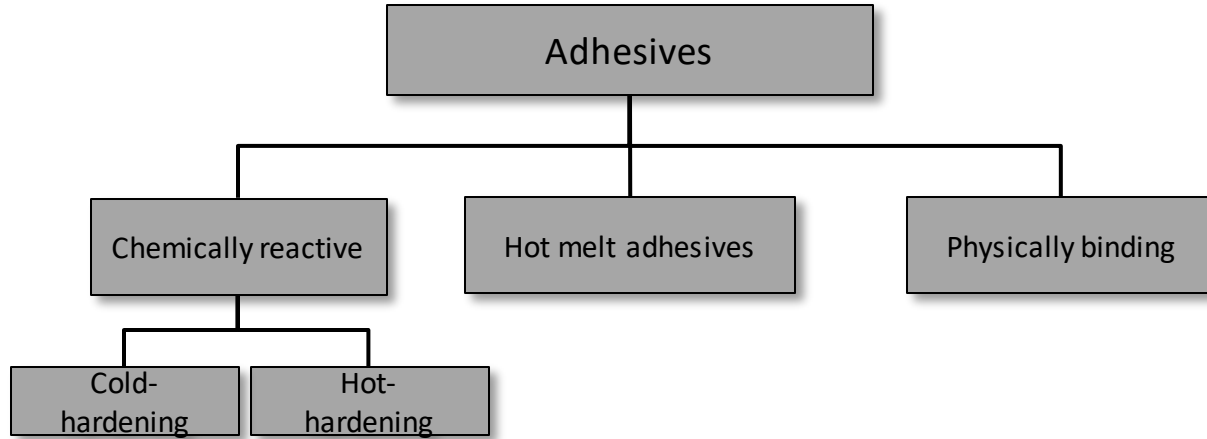 Adhesives
Chemically reactive
Hot melt adhesives
Physically binding
Cold-
hardening
Hot-
hardening